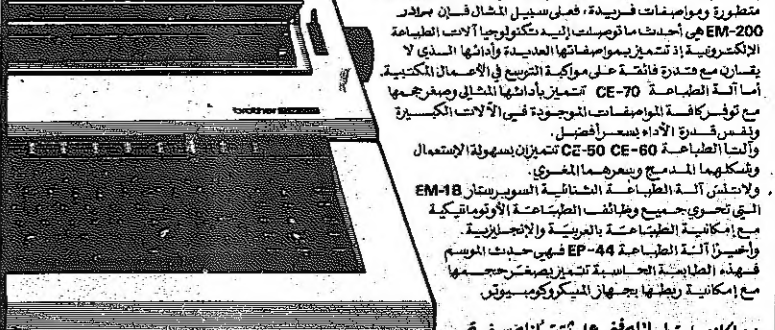 متطورة ومواصفات فريدة، فعلى سبيل المثال فإن برادر
EM-200 هي أحدث ما توصلت إليه تكنولوجيا آلات الطباعة
الإلكترونية إذ تتميز بمواصفاتها العديدة وأدائها الذي لا
يقارن مع قدرة فائقة على مواكبة التوسع في الأعمال المكتبية.
أما آلة الطباعة CE-70 تتميز بأدائها المثالي وصغر حجمها
مع توفر كافة المواصفات الموجودة في الآلات الكبيرة
ونفس قدرة الأداء بسعر أفضل.
وآلتا الطباعة CE-50 CE-60 تتميزان بسهولة الإستعمال
وشكلهما المدمج وسعرهما المغري.
ولا تنس آلة الطباعة الثنائية السوبر ستار EM-18
التي تحوي جميع وظائف الطباعة الأوتوماتيكية
مع إمكانية الطباعة بالعربية والإنجليزية.
وأخيراً آلة الطباعة EP-44 فهي حدث الموسم
فهذه الطابعة الحاسبة تتميز بصغر حجمها
مع إمكانية ربطها بجهاز الميكروكومبيوتر.
brother